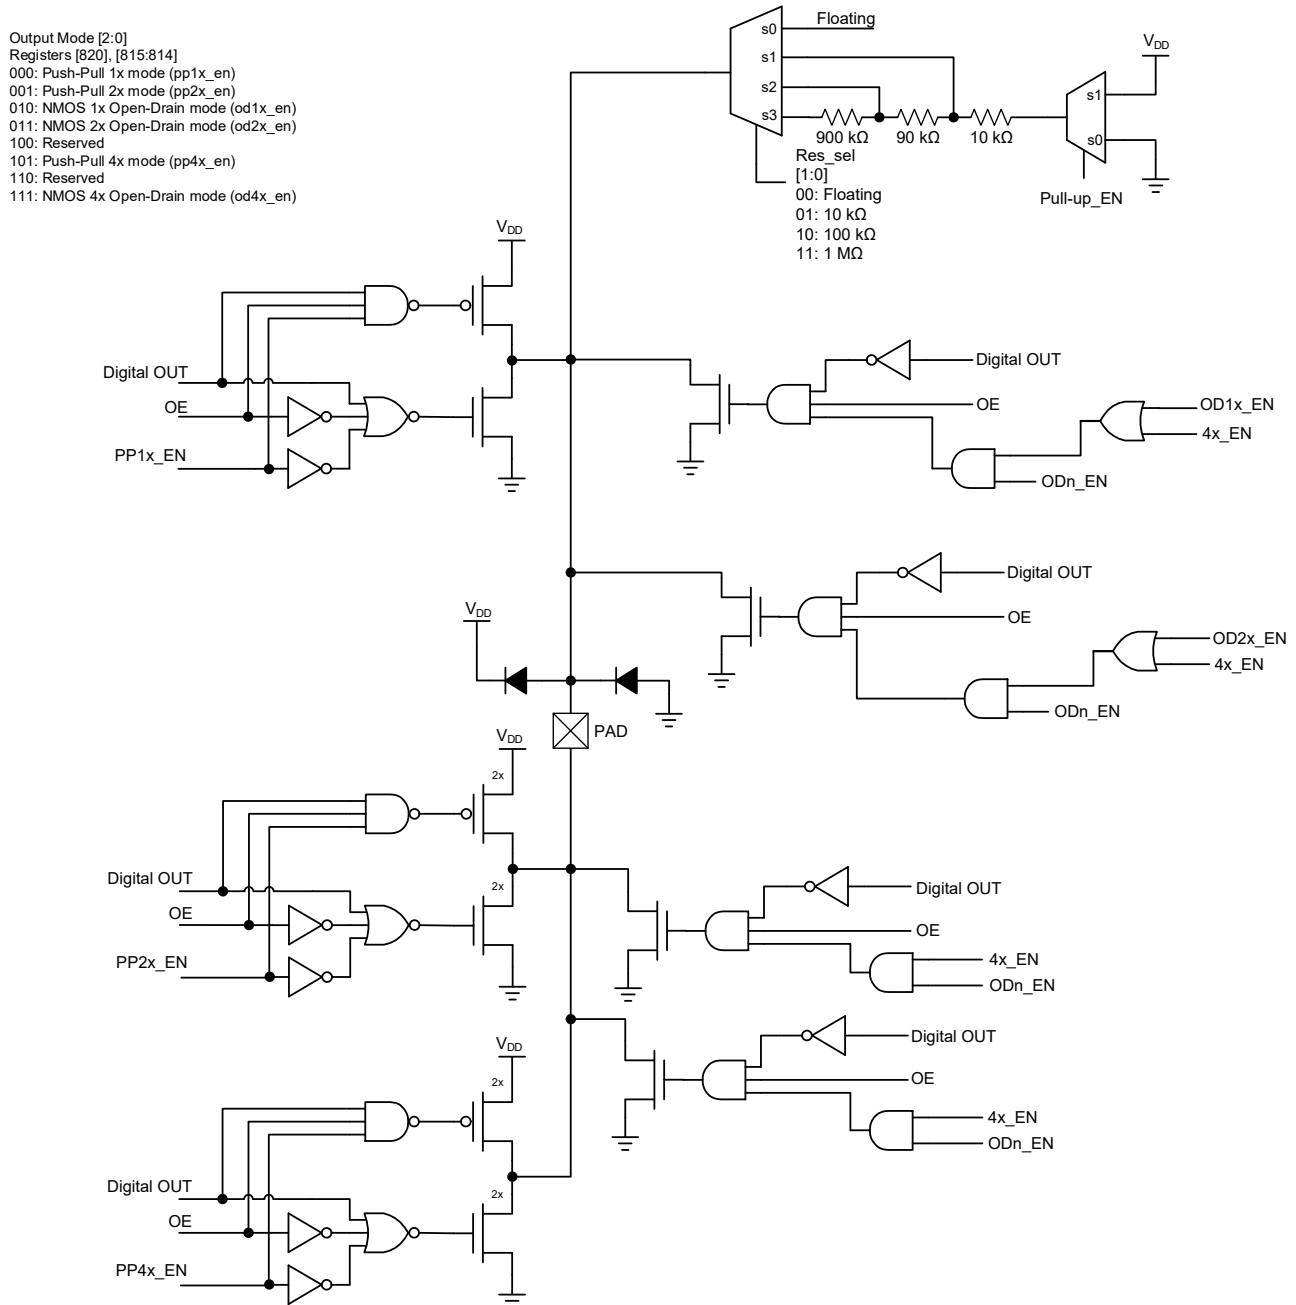 Output Mode [2:0]
Registers [820], [815:814]
000: Push-Pull 1x mode (pp1x_en)
001: Push-Pull 2x mode (pp2x_en)
010: NMOS 1x Open-Drain mode (od1x_en)
011: NMOS 2x Open-Drain mode (od2x_en)
100: Reserved
101: Push-Pull 4x mode (pp4x_en)
110: Reserved
111: NMOS 4x Open-Drain mode (od4x_en)
Floating
s0
s1
s2
s3
900 kΩ
90 kΩ
10 kΩ
VDD
s1
s0
Pull-up_EN
Res_sel
[1:0]
00: Floating
01: 10 kΩ
10: 100 kΩ
11: 1 MΩ
VDD
Digital OUT
OE
PP1x_EN
Digital OUT
OE
OD1x_EN
4x_EN
ODn_EN
Digital OUT
OE
OD2x_EN
4x_EN
ODn_EN
VDD
PAD
VDD
2x
2x
Digital OUT
OE
PP2x_EN
Digital OUT
OE
4x_EN
ODn_EN
Digital OUT
OE
4x_EN
ODn_EN
VDD
2x
2x
Digital OUT
OE
PP4x_EN